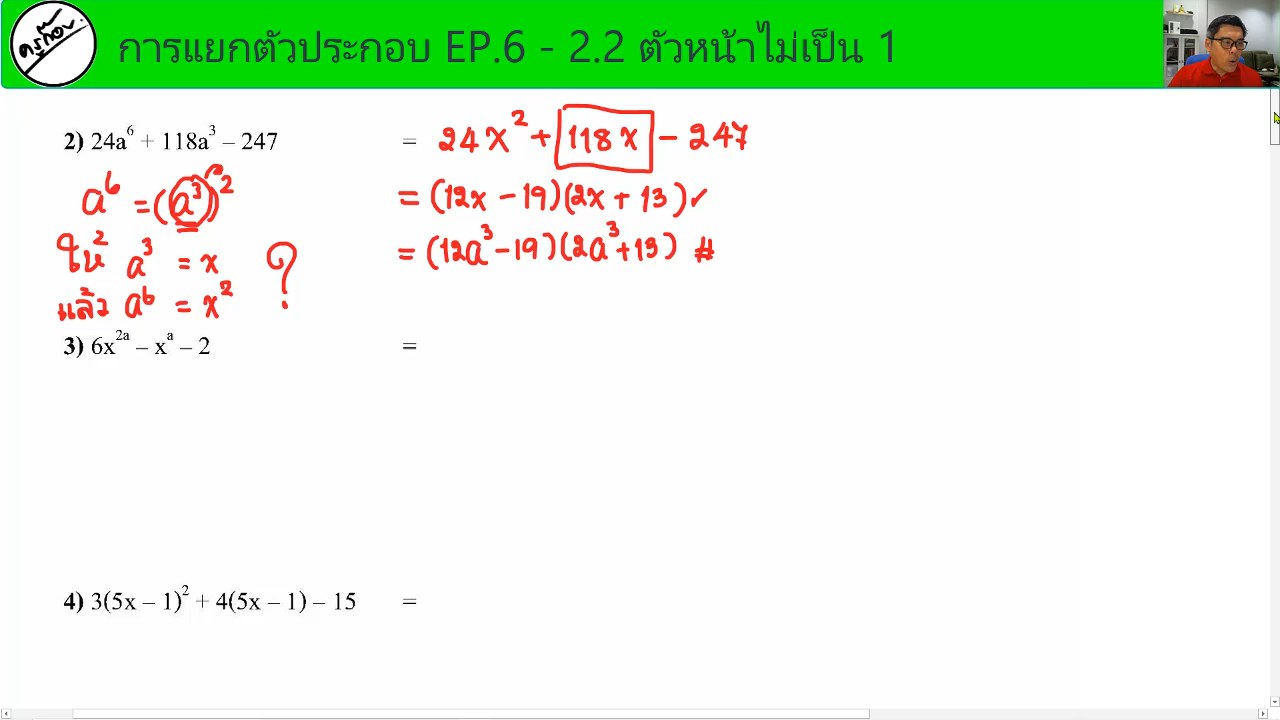 ครูก๊อบ
การแยกตัวประกอบ EP.6 - 2.2 ตัวหน้าไม่เป็น 1
2) 24a⁶ + 118a³ – 247 = 24x² + 118x – 247
a⁶ = (a³)² = (12x – 19)(2x + 13) ✓
ให้ a³ = x ? = (12a³ – 19)(2a³ + 13) #
แล้ว a⁶ = x²
3) 6x²ᵃ – xᵃ – 2 =
4) 3(5x – 1)² + 4(5x – 1) – 15 =